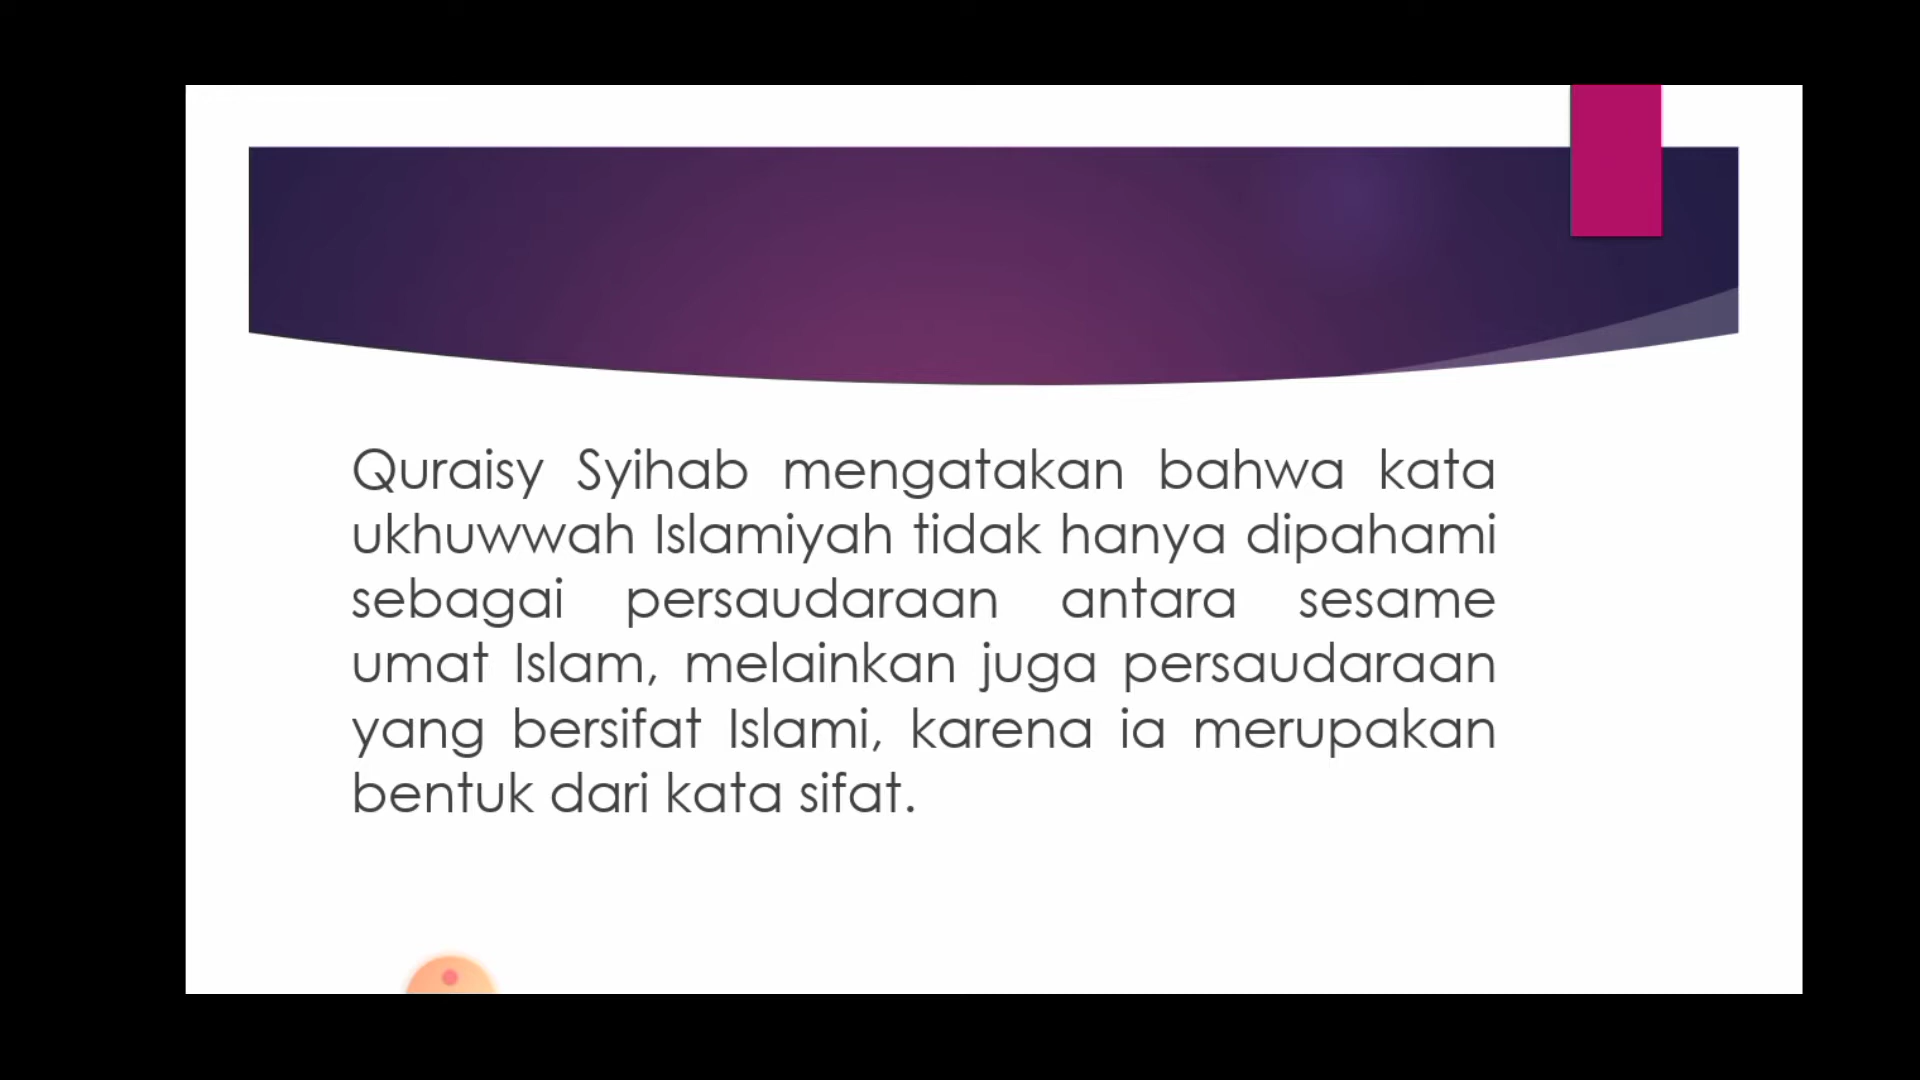 Quraisy Syihab mengatakan bahwa kata
ukhuwwah Islamiyah tidak hanya dipahami
sebagai persaudaraan antara sesame
umat Islam, melainkan juga persaudaraan
yang bersifat Islami, karena ia merupakan
bentuk dari kata sifat.